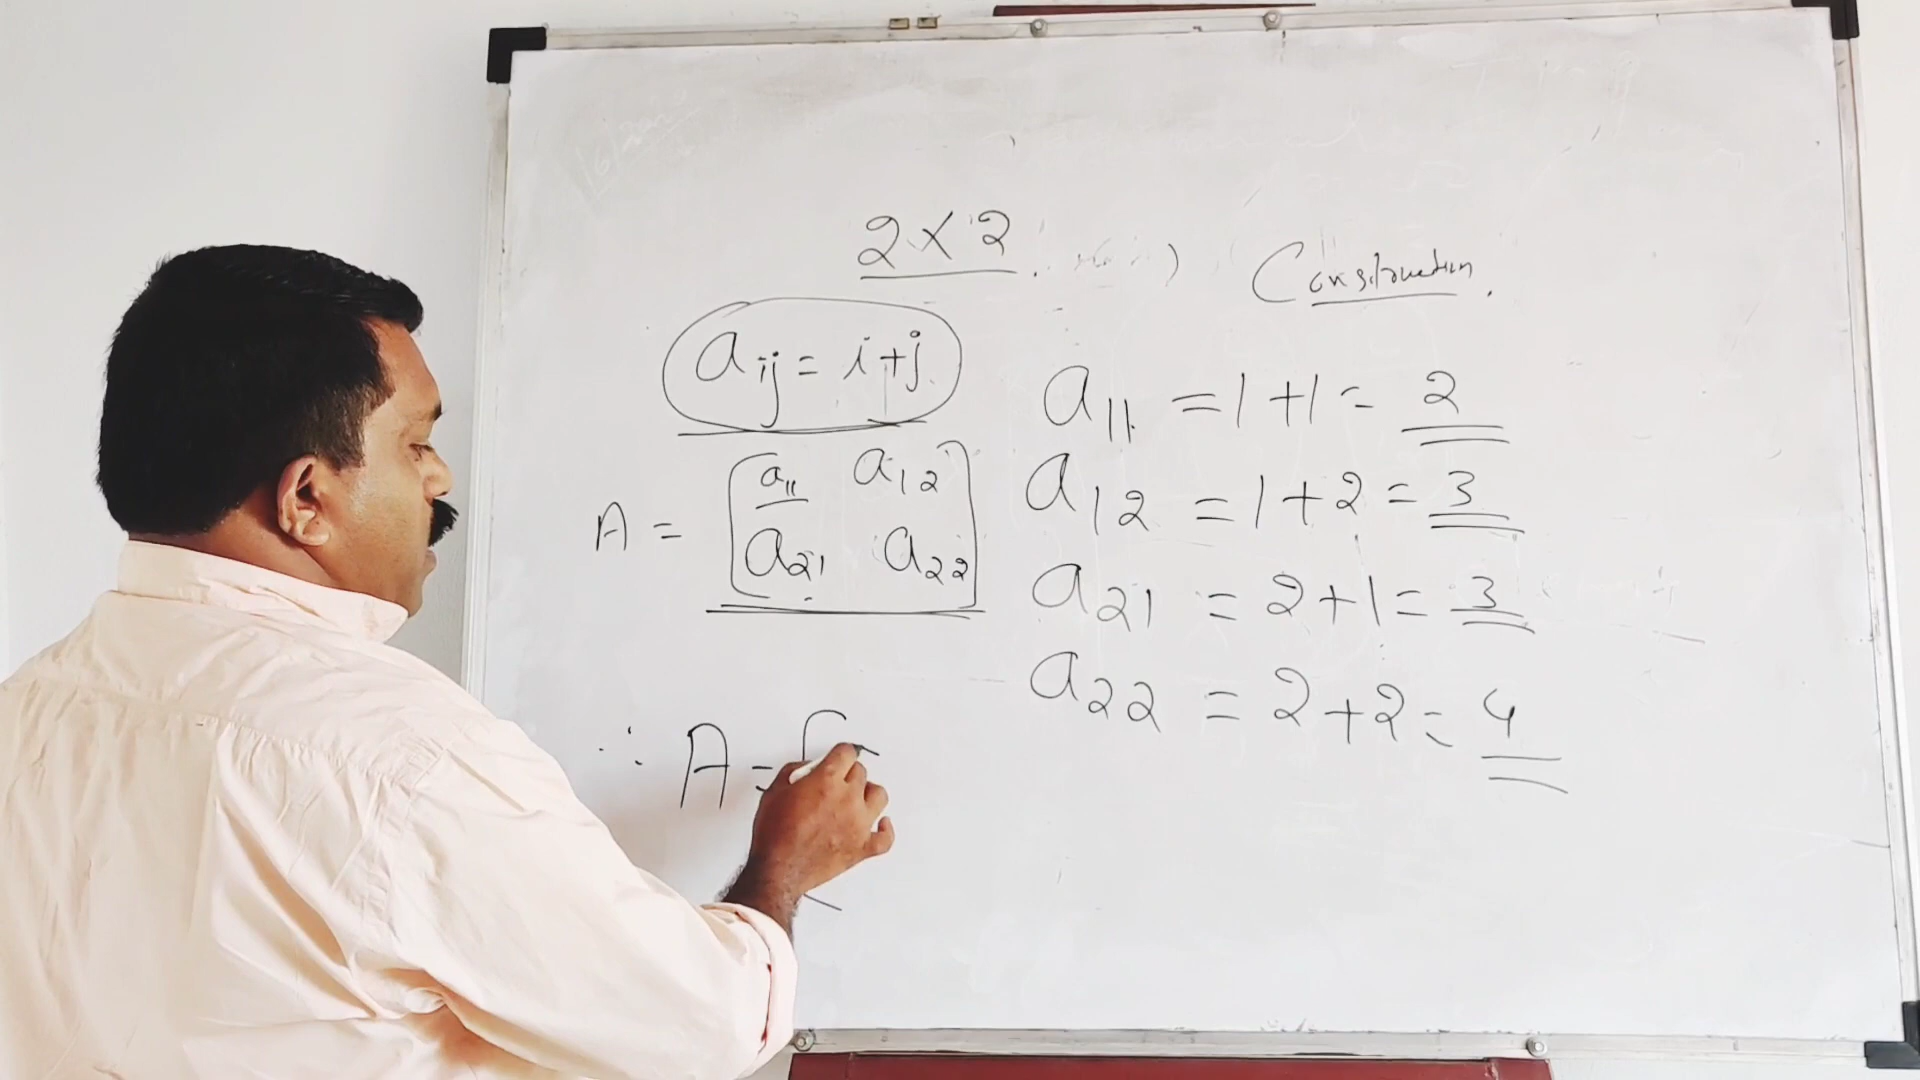 2×2.
Construction.
aij = i+j
A = [a11 a12
a21 a22]
a11 = 1+1 = 2
a12 = 1+2 = 3
a21 = 2+1 = 3
a22 = 2+2 = 4
∴ A = [